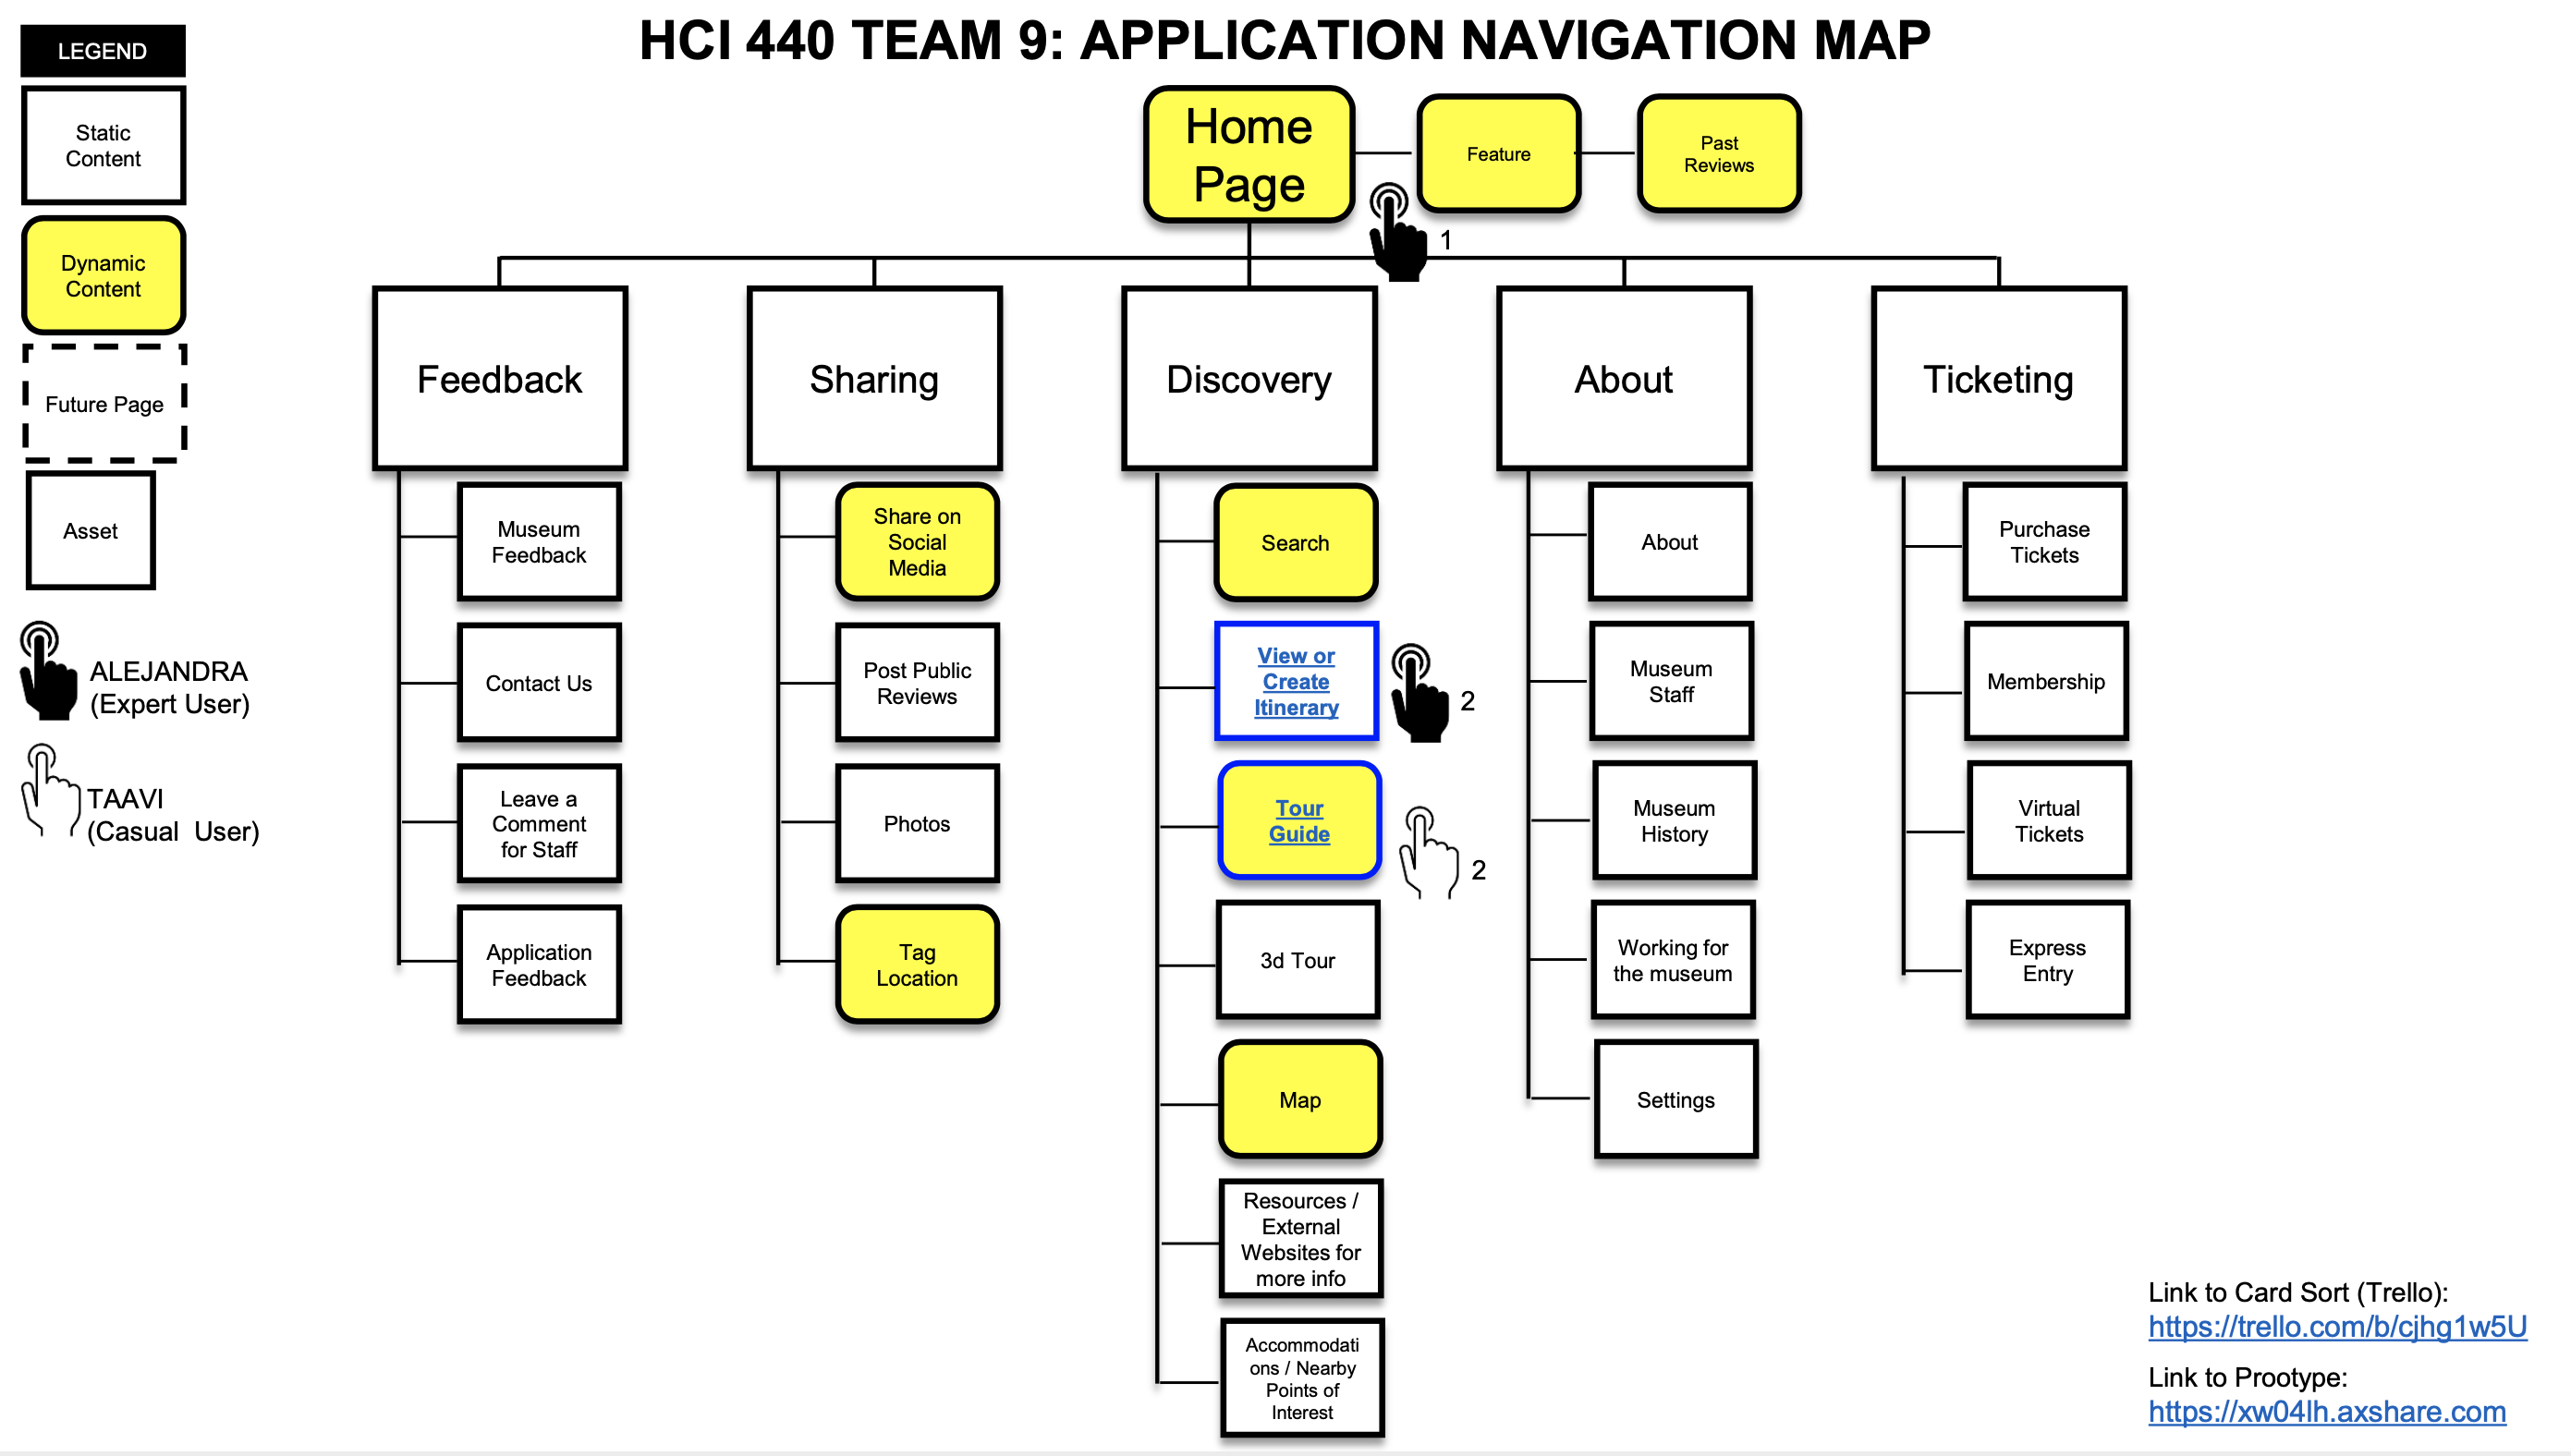 HCI 440 TEAM 9: APPLICATION NAVIGATION MAP
LEGEND
Static
Content
Dynamic
Content
Future Page
Asset
ALEJANDRA
(Expert User)
TAAVI
(Casual User)
Home
Page
Feature
Past
Reviews
1
Feedback
Museum
Feedback
Contact Us
Leave a
Comment
for Staff
Application
Feedback
Sharing
Share on
Social
Media
Post Public
Reviews
Photos
Tag
Location
Discovery
Search
View or
Create
Itinerary
2
Tour
Guide
2
3d Tour
Map
Resources /
External
Websites for
more info
Accommodati
ons / Nearby
Points of
Interest
About
About
Museum
Staff
Museum
History
Working for
the museum
Settings
Ticketing
Purchase
Tickets
Membership
Virtual
Tickets
Express
Entry
Link to Card Sort (Trello):
https://trello.com/b/cjhg1w5U
Link to Prootype:
https://xw04lh.axshare.com